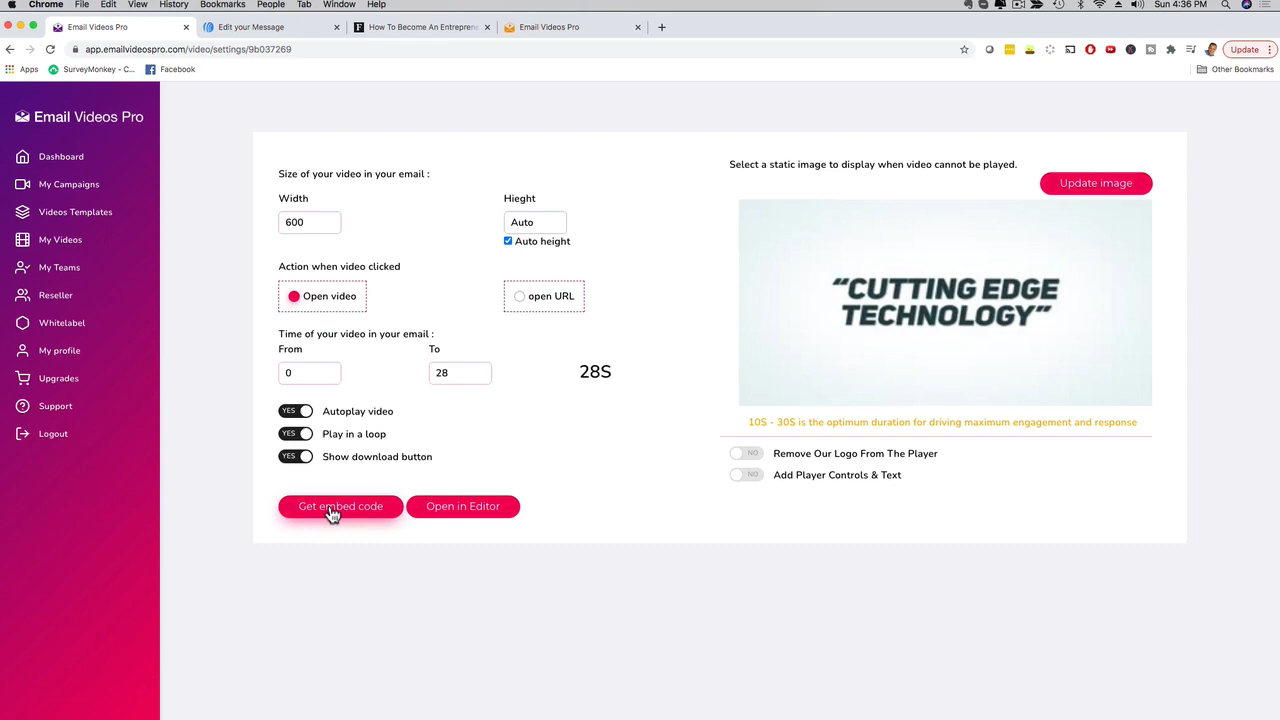 Chrome File Edit View History Bookmarks People Tab Window Help
Sun 4:36 PM
Email Videos Pro
Edit your Message
How To Become An Entreprene
Email Videos Pro
app.emailvideospro.com/video/settings/9b037269
Update
Apps
SurveyMonkey - C...
Facebook
Other Bookmarks
Email Videos Pro
Dashboard
My Campaigns
Videos Templates
My Videos
My Teams
Reseller
Whitelabel
My profile
Upgrades
Support
Logout
Size of your video in your email :
Width
Hieght
600
Auto
Auto height
Action when video clicked
Open video
open URL
Time of your video in your email :
From
To
0
28
28S
YES Autoplay video
YES Play in a loop
YES Show download button
Get embed code
Open in Editor
Select a static image to display when video cannot be played.
Update image
“CUTTING EDGE
TECHNOLOGY”
10S - 30S is the optimum duration for driving maximum engagement and response
NO Remove Our Logo From The Player
NO Add Player Controls & Text